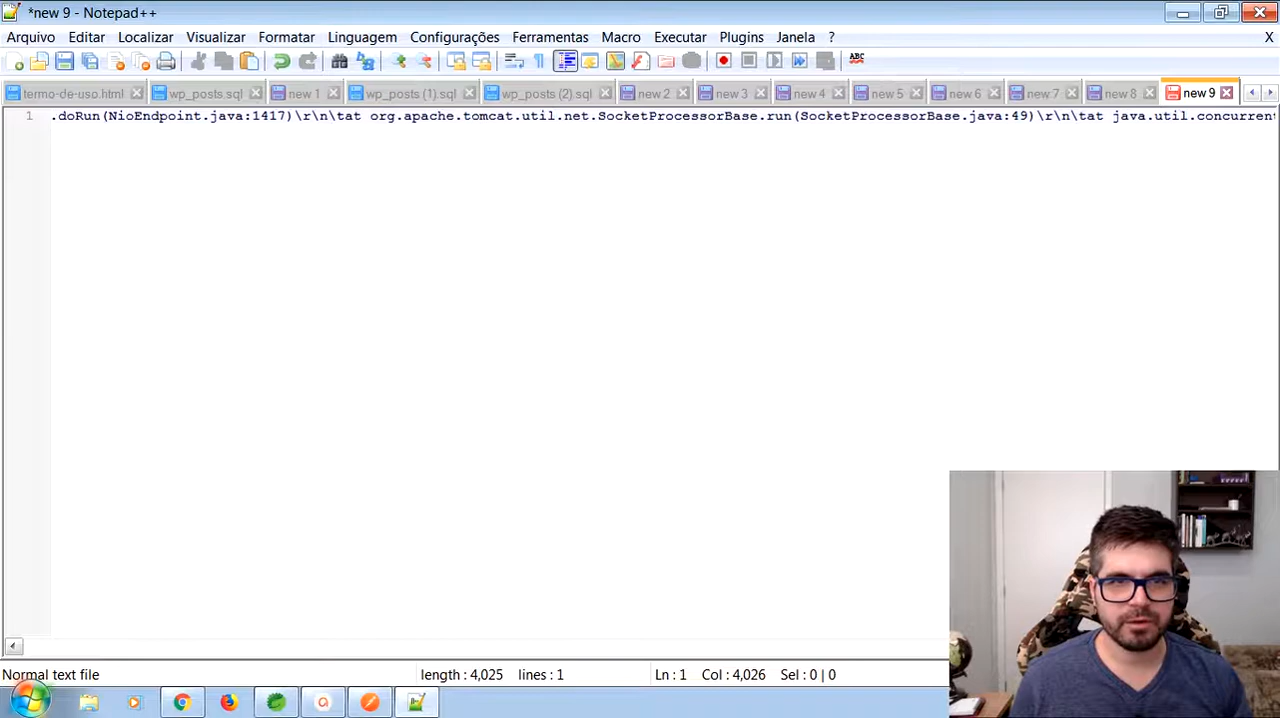 *new 9 - Notepad++
Arquivo Editar Localizar Visualizar Formatar Linguagem Configurações Ferramentas Macro Executar Plugins Janela ? X
ABC
termo-de-uso.html wp_posts.sql new 1 wp_posts (1).sql wp_posts (2).sql new 2 new 3 new 4 new 5 new 6 new 7 new 8 new 9
1 .doRun(NioEndpoint.java:1417)\r\n\tat org.apache.tomcat.util.net.SocketProcessorBase.run(SocketProcessorBase.java:49)\r\n\tat java.util.concurrent
Normal text file length : 4,025 lines : 1 Ln : 1 Col : 4,026 Sel : 0 | 0